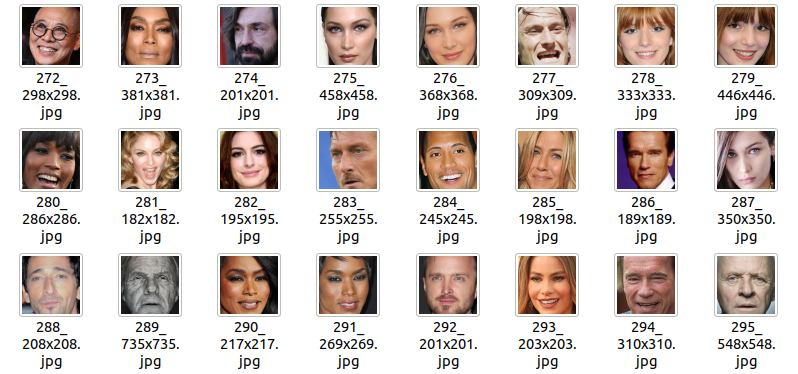 272_ 273_ 274_ 275_ 276_ 277_ 278_ 279_
298x298. 381x381. 201x201. 458x458. 368x368. 309x309. 333x333. 446x446.
jpg jpg jpg jpg jpg jpg jpg jpg
280_ 281_ 282_ 283_ 284_ 285_ 286_ 287_
286x286. 182x182. 195x195. 255x255. 245x245. 198x198. 189x189. 350x350.
jpg jpg jpg jpg jpg jpg jpg jpg
288_ 289_ 290_ 291_ 292_ 293_ 294_ 295_
208x208. 735x735. 217x217. 269x269. 201x201. 203x203. 310x310. 548x548.
jpg jpg jpg jpg jpg jpg jpg jpg